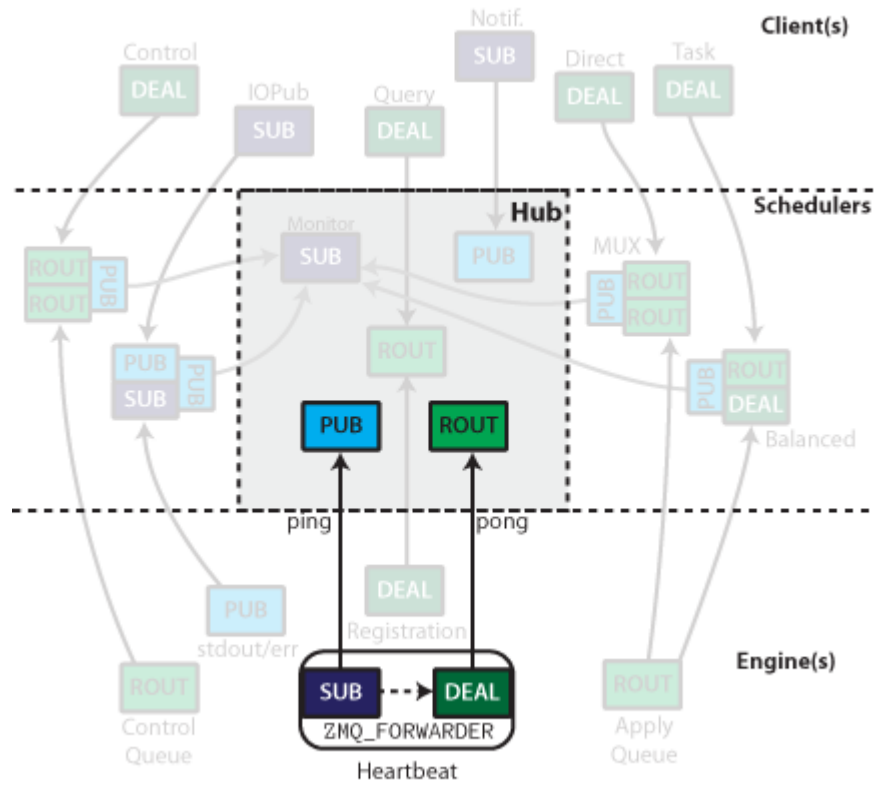 Client(s)
Control
DEAL
IOPub
SUB
Query
DEAL
Notif.
SUB
Direct
DEAL
Task
DEAL
Schedulers
Hub
Monitor
SUB
PUB
MUX
ROUT
ROUT
PUB
PUB
ROUT
ROUT
PUB
SUB
PUB
ROUT
PUB
ROUT
DEAL
Balanced
PUB
ROUT
ping
pong
DEAL
Registration
PUB
stdout/err
Engine(s)
ROUT
Control
Queue
SUB
DEAL
ZMQ_FORWARDER
Heartbeat
ROUT
Apply
Queue